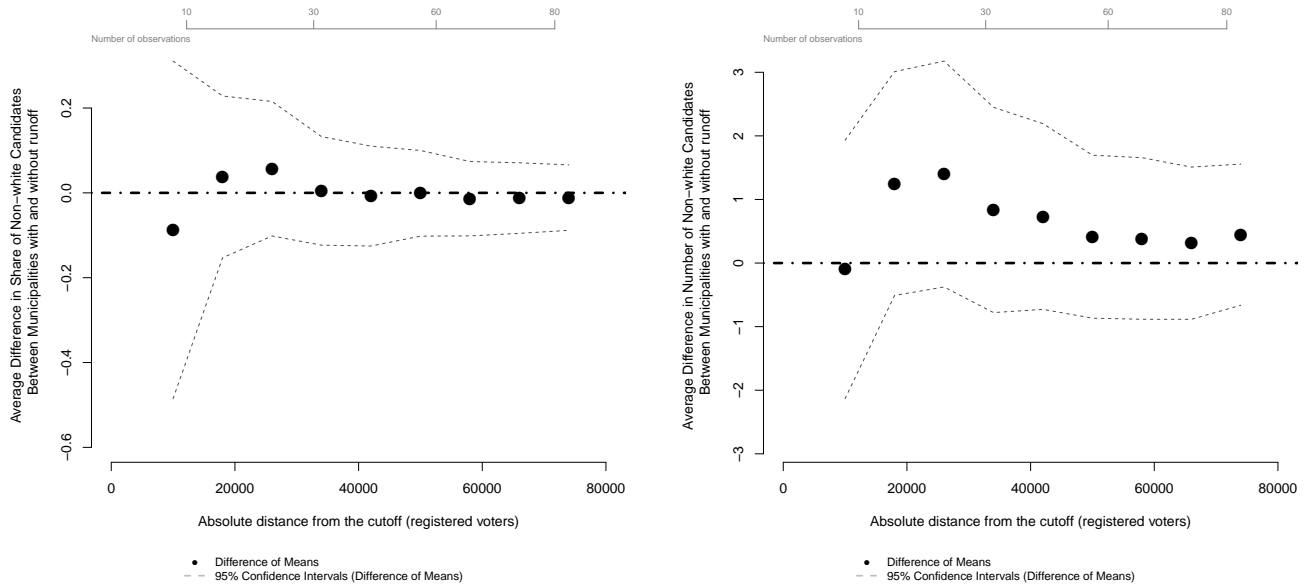 10 30 60 80
Number of observations
Average Difference in Share of Non−white Candidates
Between Municipalities with and without runoff
0.2
0.0
−0.2
−0.4
−0.6
0 20000 40000 60000 80000
Absolute distance from the cutoff (registered voters)
Difference of Means
95% Confidence Intervals (Difference of Means)
10 30 60 80
Number of observations
Average Difference in Number of Non−white Candidates
Between Municipalities with and without runoff
3
2
1
0
−1
−2
−3
0 20000 40000 60000 80000
Absolute distance from the cutoff (registered voters)
Difference of Means
95% Confidence Intervals (Difference of Means)